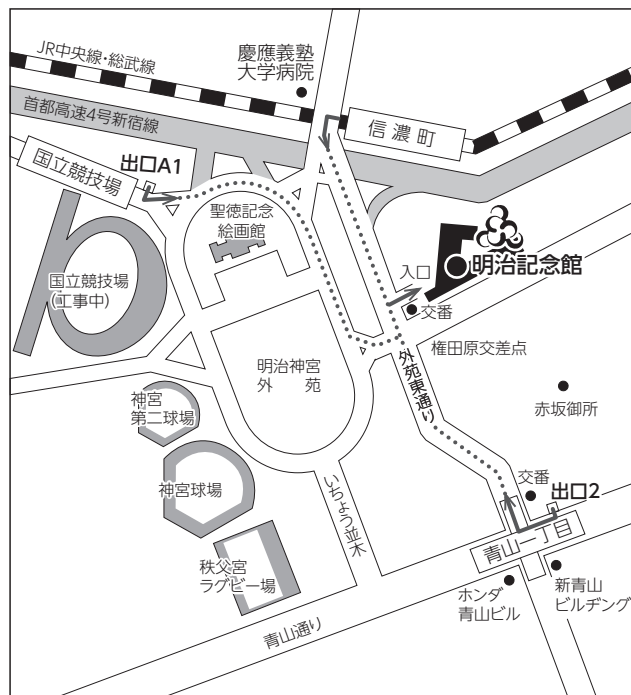 JR中央線・総武線
慶應義塾
大学病院
首都高速4号新宿線
信濃町
国立競技場
出口A1
聖徳記念
絵画館
国立競技場
(工事中)
入口
明治記念館
交番
権田原交差点
明治神宮
外苑
外苑東通り
赤坂御所
神宮
第二球場
神宮球場
いちょう並木
交番
出口2
青山一丁目
秩父宮
ラグビー場
青山通り
ホンダ
青山ビル
新青山
ビルヂング